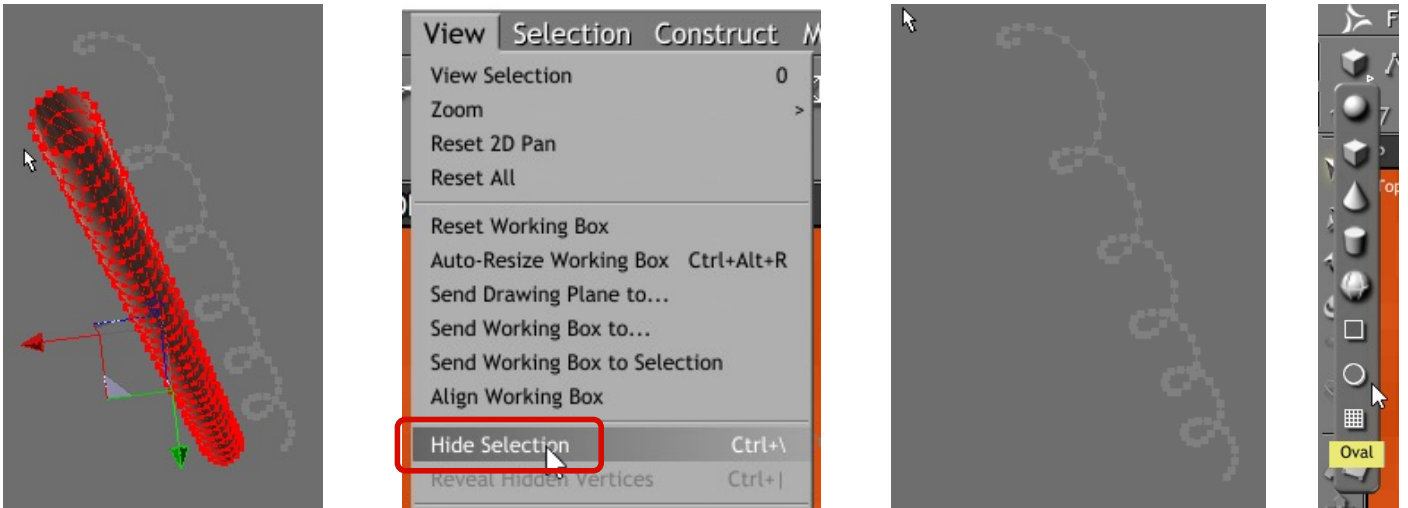 View Selection Construct M
View Selection 0
Zoom >
Reset 2D Pan
Reset All
Reset Working Box
Auto-Resize Working Box Ctrl+Alt+R
Send Drawing Plane to...
Send Working Box to...
Send Working Box to Selection
Align Working Box
Hide Selection Ctrl+\
Reveal Hidden Vertices Ctrl+|
F
7
Top
Oval